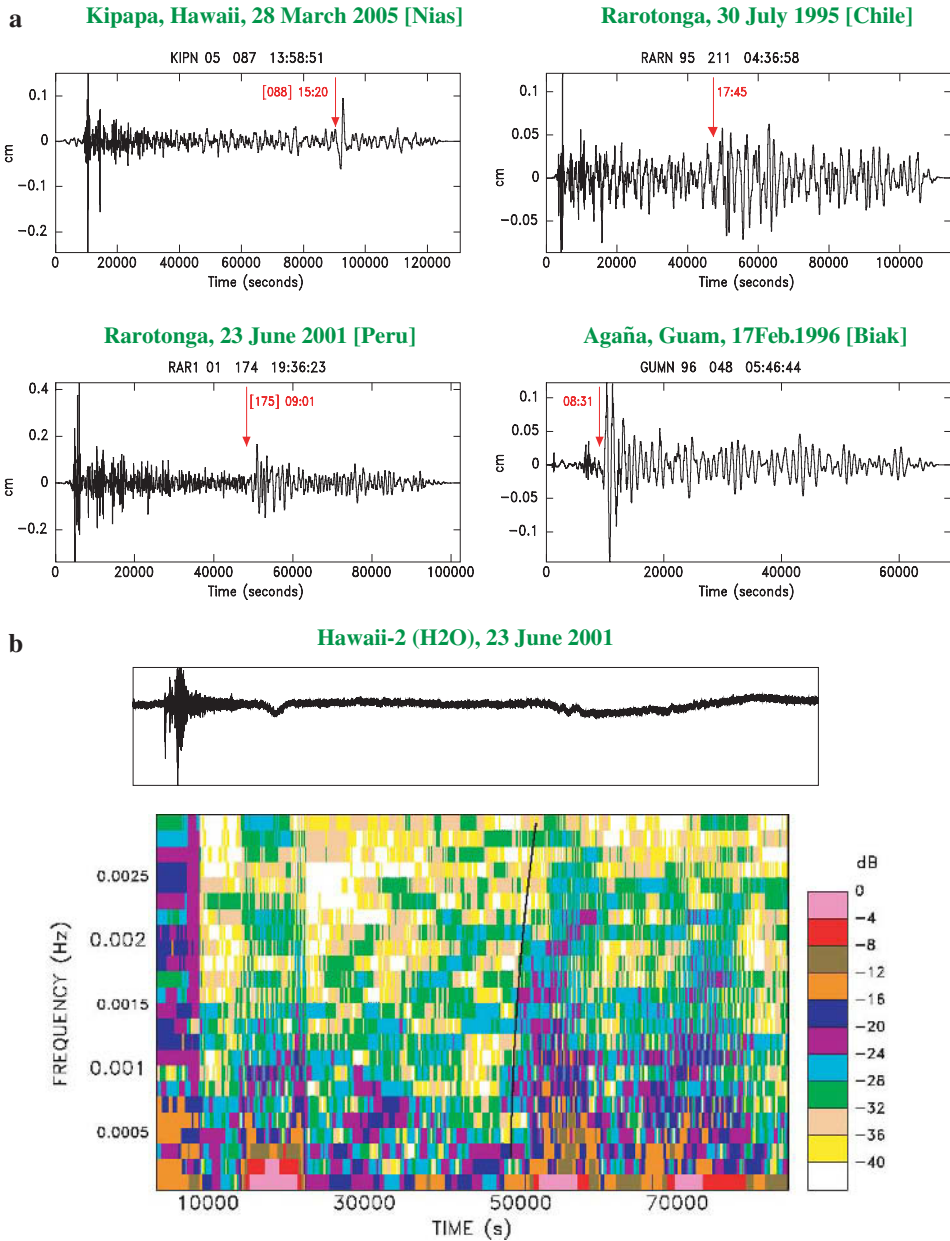 a
Kipapa, Hawaii, 28 March 2005 [Nias]
KIPN 05 087 13:58:51
[088] 15:20
0.1
0
−0.1
−0.2
cm
0 20000 40000 60000 80000 100000 120000
Time (seconds)
Rarotonga, 30 July 1995 [Chile]
RARN 95 211 04:36:58
17:45
0.1
0.05
0
−0.05
cm
0 20000 40000 60000 80000 100000
Time (seconds)
Rarotonga, 23 June 2001 [Peru]
RAR1 01 174 19:36:23
[175] 09:01
0.4
0.2
0
−0.2
cm
0 20000 40000 60000 80000 100000
Time (seconds)
Agaña, Guam, 17Feb.1996 [Biak]
GUMN 96 048 05:46:44
08:31
0.1
0.05
0
−0.05
−0.1
cm
0 20000 40000 60000
Time (seconds)
b
Hawaii-2 (H2O), 23 June 2001
0.0025
0.002
0.0015
0.001
0.0005
FREQUENCY (Hz)
10000 30000 50000 70000
TIME (s)
dB
0
−4
−8
−12
−16
−20
−24
−28
−32
−36
−40